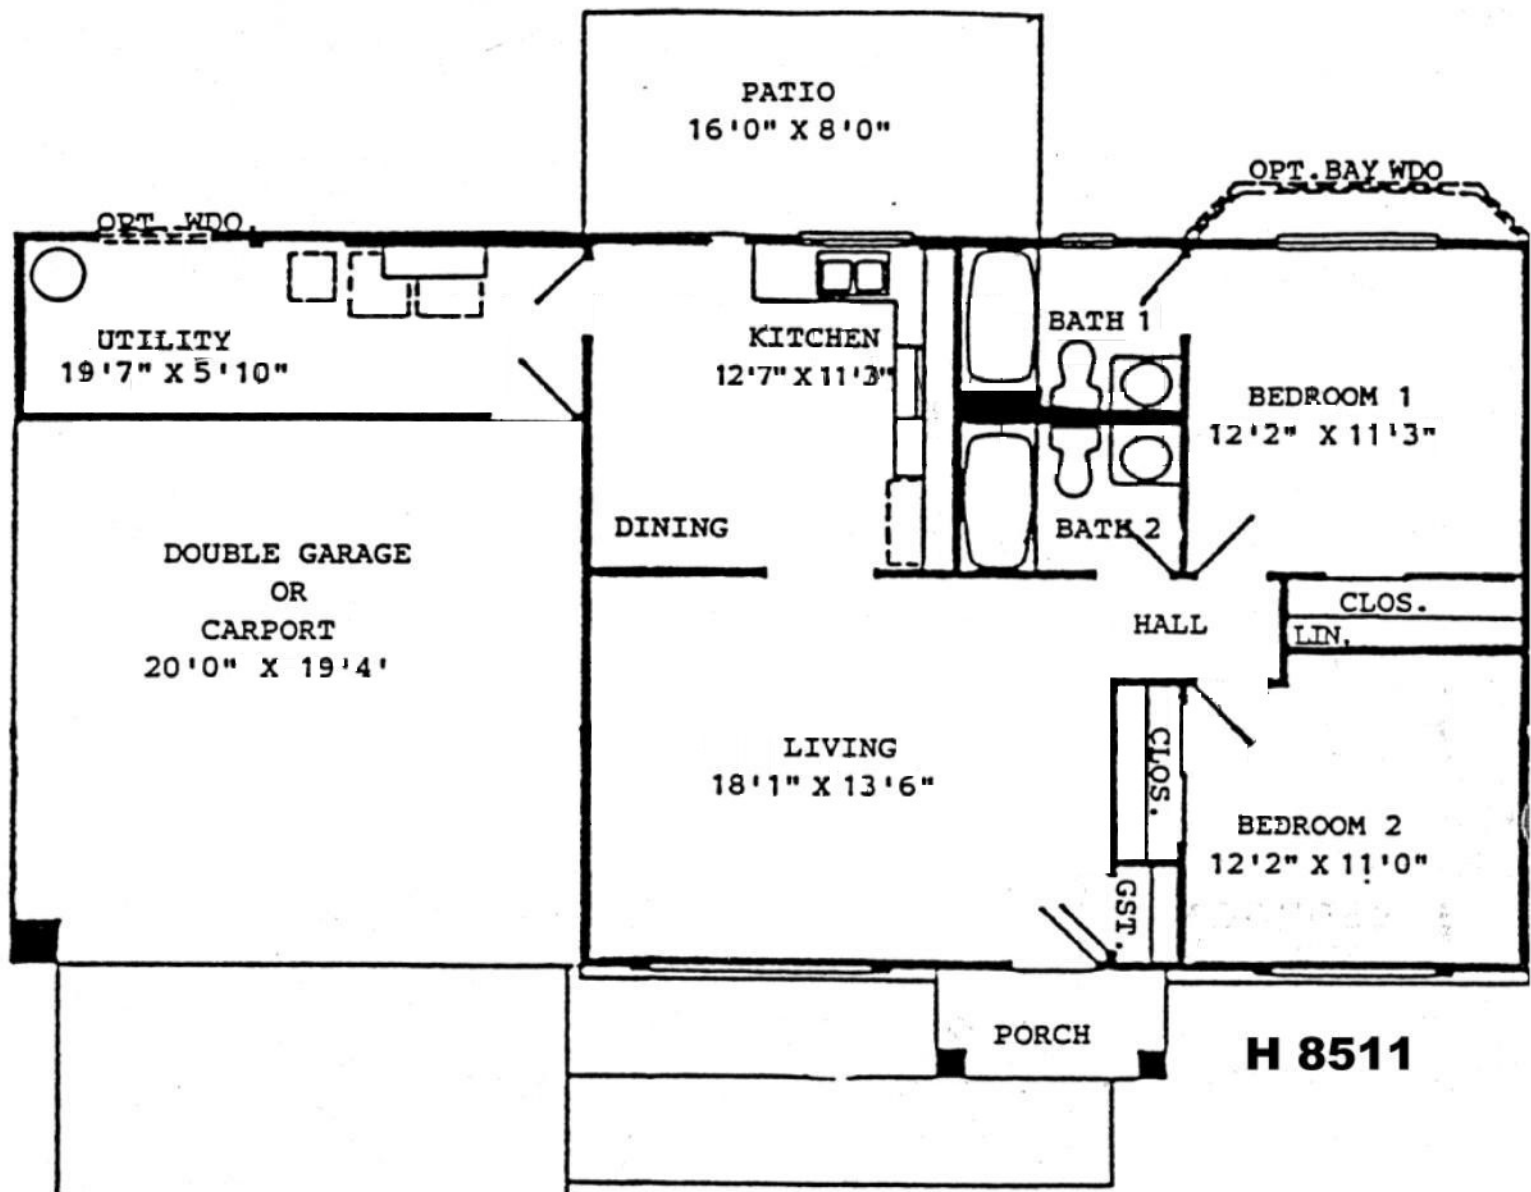 PATIO
16'0" X 8'0"
OPT. BAY WDO
OPT. WDO.
UTILITY
19'7" X 5'10"
KITCHEN
12'7" X 11'3"
BATH 1
BEDROOM 1
12'2" X 11'3"
DINING
BATH 2
DOUBLE GARAGE
OR
CARPORT
20'0" X 19'4'
HALL
CLOS.
LIN.
LIVING
18'1" X 13'6"
CLOS.
BEDROOM 2
12'2" X 11'0"
GST.
PORCH
H 8511